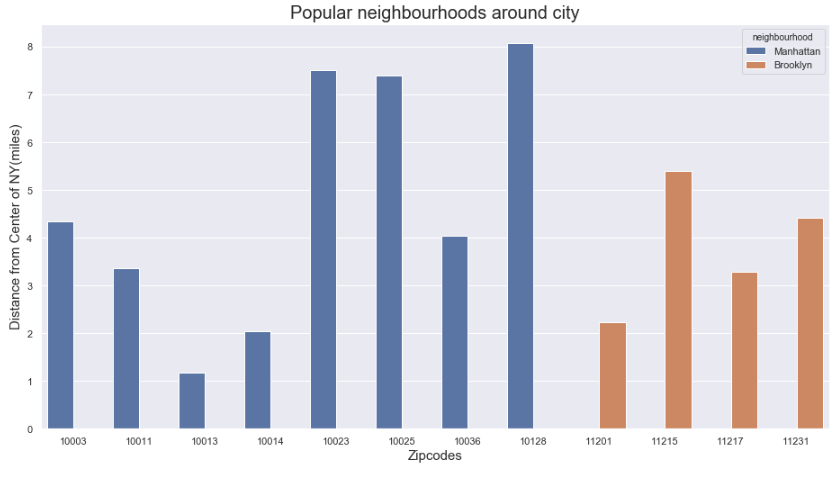 Popular neighbourhoods around city
neighbourhood
Manhattan
Brooklyn
Distance from Center of NY(miles)
8
7
6
5
4
3
2
1
0
10003 10011 10013 10014 10023 10025 10036 10128 11201 11215 11217 11231
Zipcodes